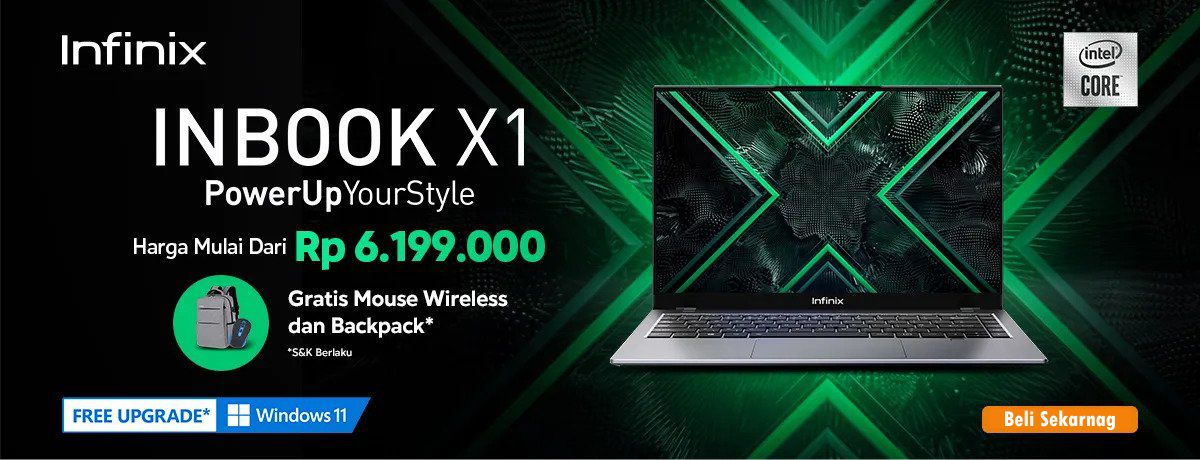 Infinix
intel
CORE
INBOOK X1
PowerUpYourStyle
Harga Mulai Dari Rp 6.199.000
Gratis Mouse Wireless
dan Backpack*
*S&K Berlaku
Infinix
FREE UPGRADE* Windows 11
Beli Sekarnag